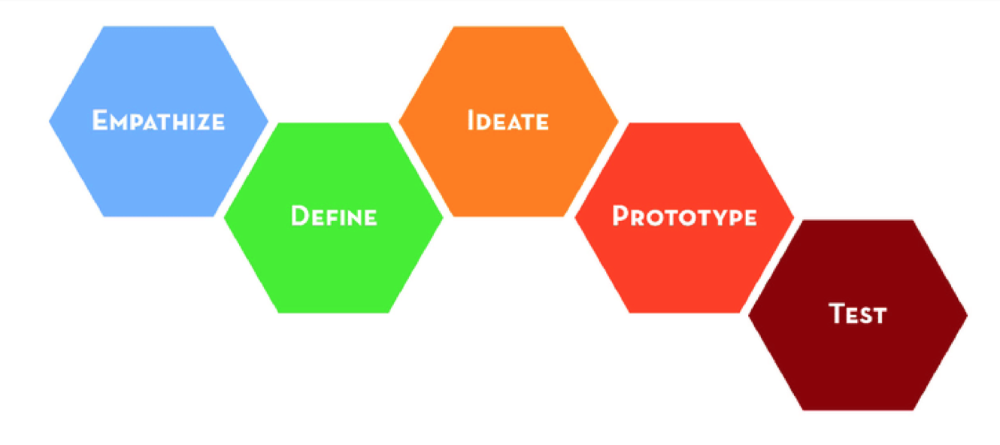 Empathize
Define
Ideate
Prototype
Test